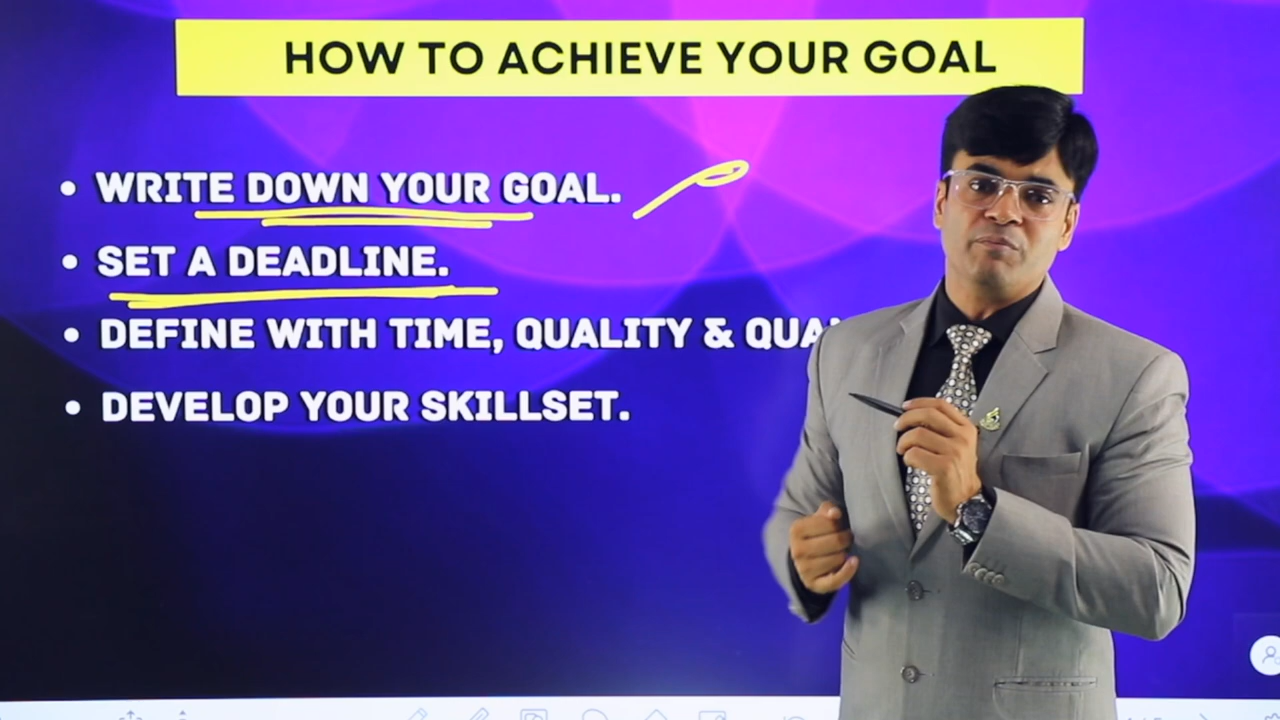 HOW TO ACHIEVE YOUR GOAL
• WRITE DOWN YOUR GOAL.
• SET A DEADLINE.
• DEFINE WITH TIME, QUALITY &
• DEVELOP YOUR SKILLSET.